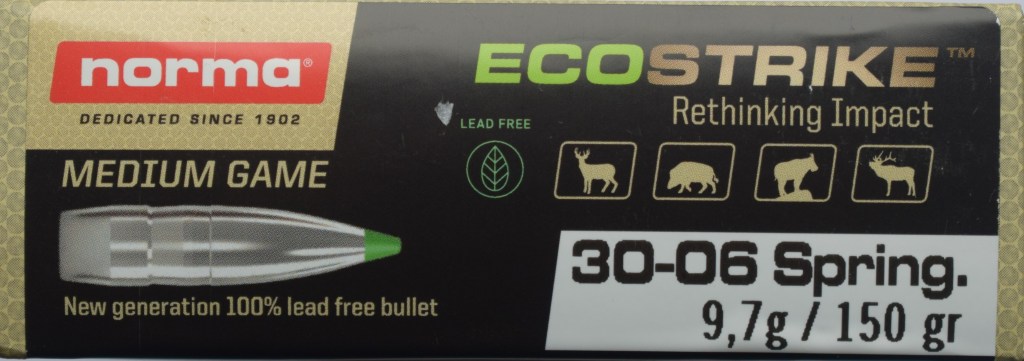 norma®
DEDICATED SINCE 1902
ECOSTRIKE™
Rethinking Impact
LEAD FREE
MEDIUM GAME
New generation 100% lead free bullet
30-06 Spring.
9,7g / 150 gr